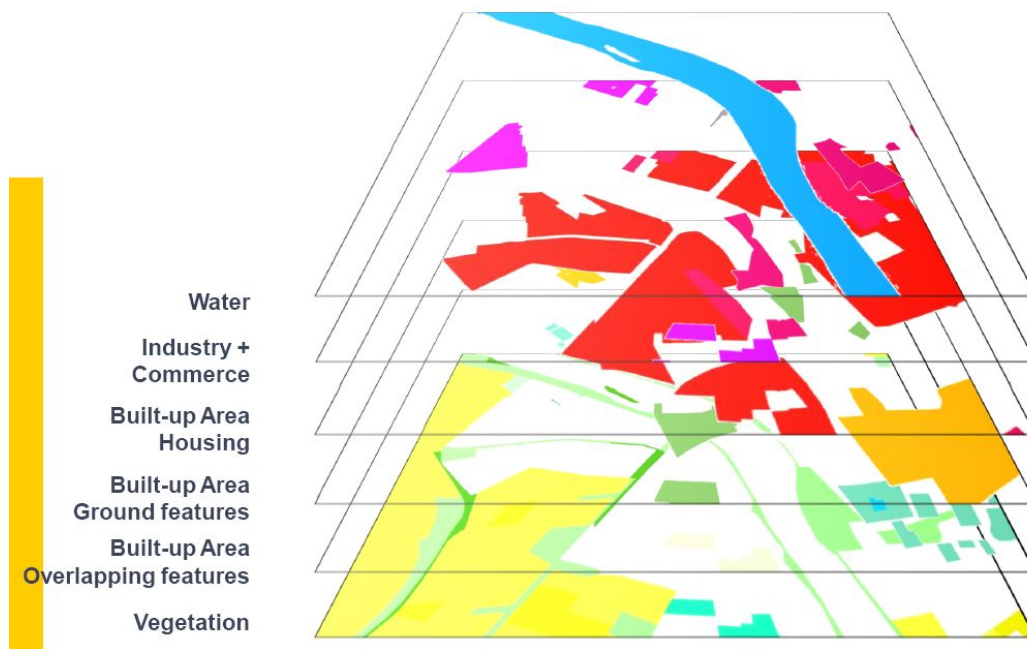 Water
Industry +
Commerce
Built-up Area
Housing
Built-up Area
Ground features
Built-up Area
Overlapping features
Vegetation